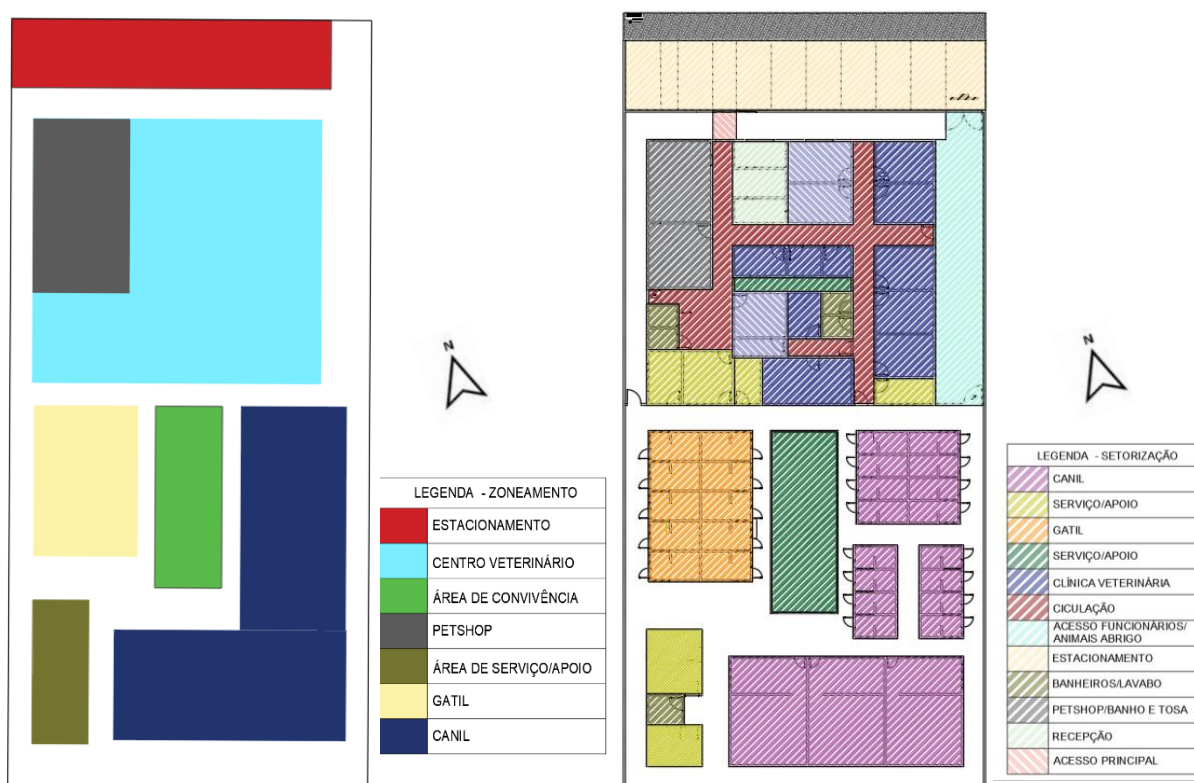 N
LEGENDA - ZONEAMENTO
ESTACIONAMENTO
CENTRO VETERINÁRIO
ÁREA DE CONVIVÊNCIA
PETSHOP
ÁREA DE SERVIÇO/APOIO
GATIL
CANIL
N
LEGENDA - SETORIZAÇÃO
CANIL
SERVIÇO/APOIO
GATIL
SERVIÇO/APOIO
CLÍNICA VETERINÁRIA
CICULAÇÃO
ACESSO FUNCIONÁRIOS/
ANIMAIS ABRIGO
ESTACIONAMENTO
BANHEIROS/LAVABO
PETSHOP/BANHO E TOSA
RECEPÇÃO
ACESSO PRINCIPAL